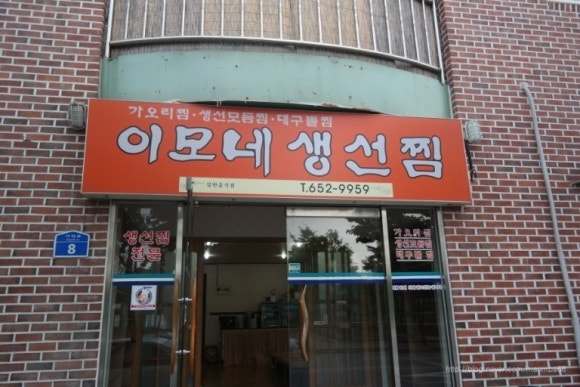 가오리찜·생선모듬찜·대구뽈찜
이모네 생선찜
일반음식점
T.652-9959
생선찜
전문
가오리찜
생선모듬찜
대구뽈찜
8